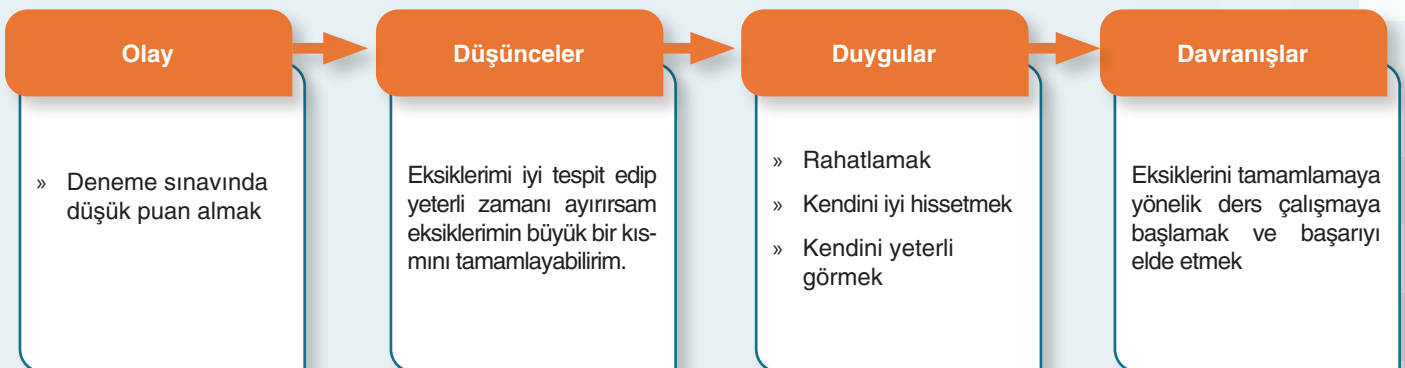 Olay
» Deneme sınavında
düşük puan almak
Düşünceler
Eksiklerimi iyi tespit edip
yeterli zamanı ayırırsam
eksiklerimin büyük bir kıs-
mını tamamlayabilirim.
Duygular
» Rahatlamak
» Kendini iyi hissetmek
» Kendini yeterli
görmek
Davranışlar
Eksiklerini tamamlamaya
yönelik ders çalışmaya
başlamak ve başarıyı
elde etmek